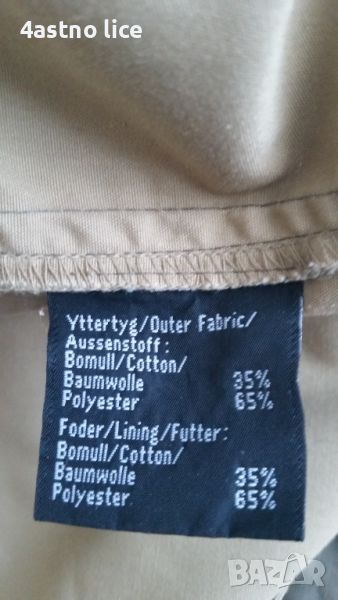 4astno lice
Yttertyg/Outer Fabric/
Aussenstoff:
Bomull/Cotton/
Baumwolle 35%
Polyester 65%
Foder/Lining/Futter:
Bomull/Cotton/
Baumwolle 35%
Polyester 65%
BAZAR